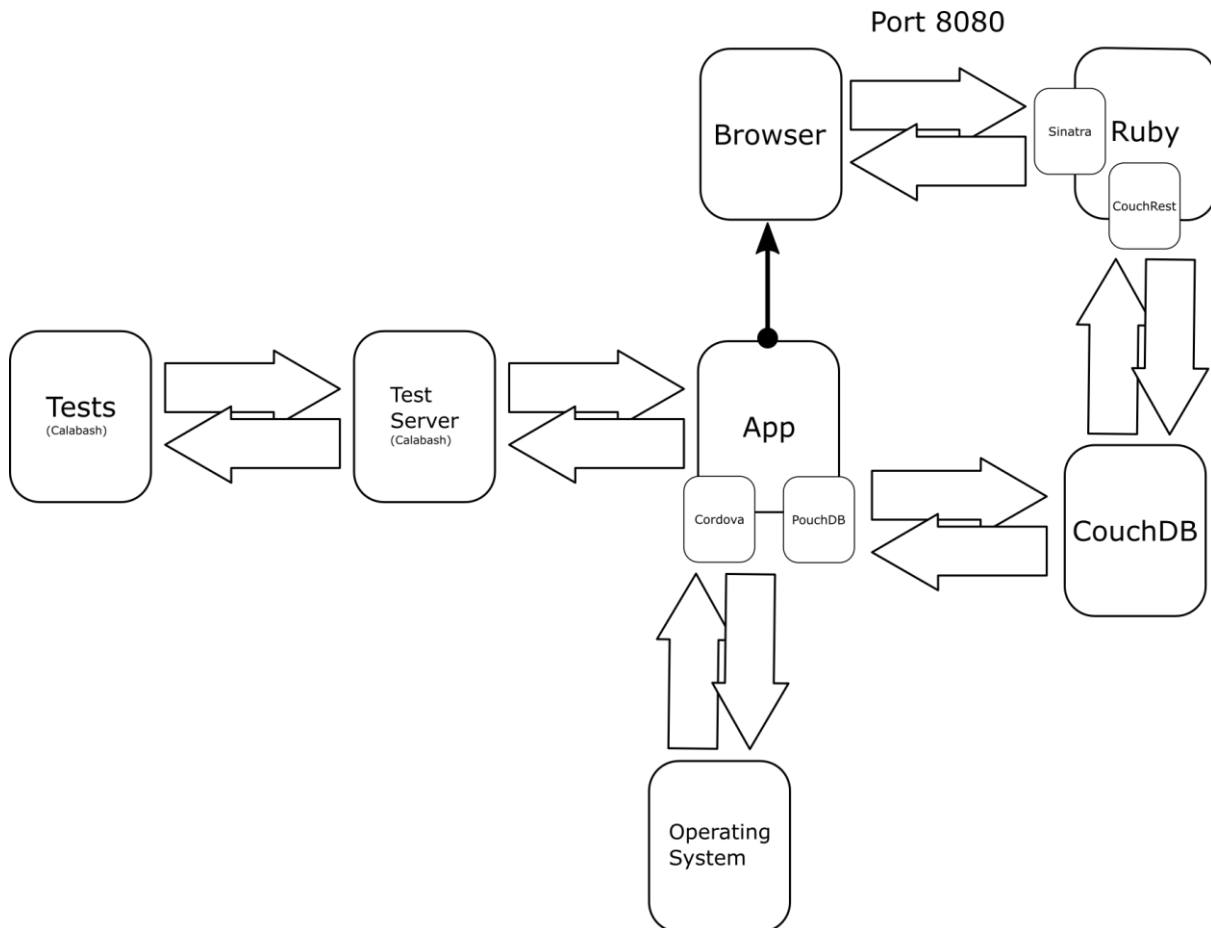 Port 8080
Browser
Sinatra
Ruby
CouchRest
Tests
(Calabash)
Test
Server
(Calabash)
App
Cordova
PouchDB
CouchDB
Operating
System